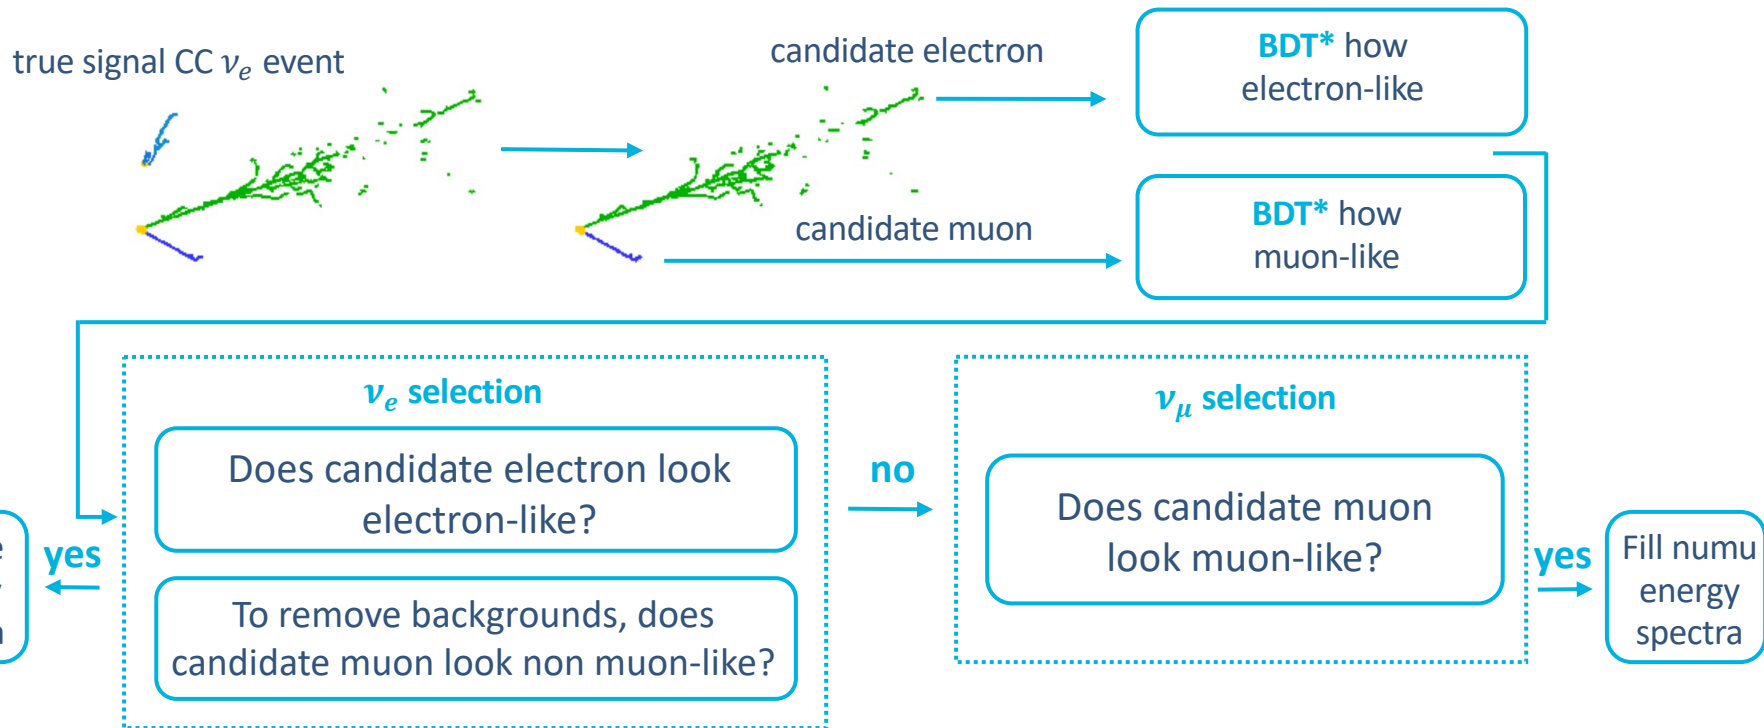 true signal CC νₑ event
candidate electron
BDT* how
electron-like
candidate muon
BDT* how
muon-like
νₑ selection
Does candidate electron look
electron-like?
To remove backgrounds, does
candidate muon look non muon-like?
yes
no
ν_μ selection
Does candidate muon
look muon-like?
yes
Fill numu
energy
spectra